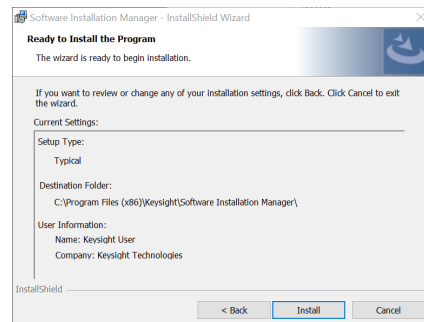 Software Installation Manager - InstallShield Wizard
Ready to Install the Program
The wizard is ready to begin installation.
If you want to review or change any of your installation settings, click Back. Click Cancel to exit
the wizard.
Current Settings:
Setup Type:
Typical
Destination Folder:
C:\Program Files (x86)\Keysight\Software Installation Manager\
User Information:
Name: Keysight User
Company: Keysight Technologies
InstallShield
< Back
Install
Cancel